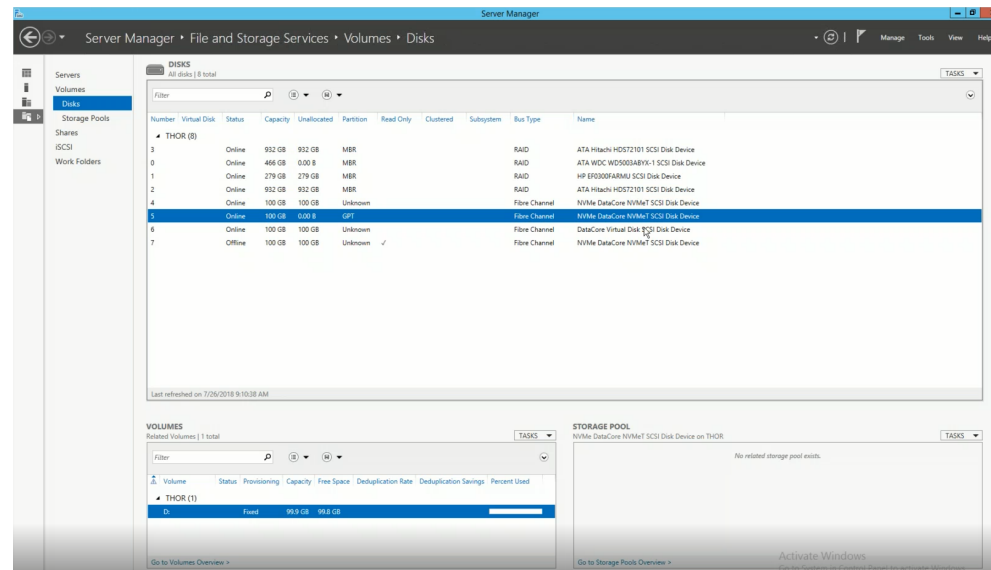 Server Manager
Server Manager ‣ File and Storage Services ‣ Volumes ‣ Disks
Manage Tools View Help
Servers
Volumes
Disks
Storage Pools
Shares
iSCSI
Work Folders
DISKS
All disks | 8 total
TASKS
Filter
Number Virtual Disk Status Capacity Unallocated Partition Read Only Clustered Subsystem Bus Type Name
THOR (8)
3 Online 932 GB 932 GB MBR RAID ATA Hitachi HDS72101 SCSI Disk Device
0 Online 466 GB 0.00 B MBR RAID ATA WDC WD5003ABYX-1 SCSI Disk Device
1 Online 279 GB 279 GB MBR RAID HP EF0300FARMU SCSI Disk Device
2 Online 932 GB 932 GB MBR RAID ATA Hitachi HDS72101 SCSI Disk Device
4 Online 100 GB 100 GB Unknown Fibre Channel NVMe DataCore NVMeT SCSI Disk Device
5 Online 100 GB 0.00 B GPT Fibre Channel NVMe DataCore NVMeT SCSI Disk Device
6 Online 100 GB 100 GB Unknown Fibre Channel DataCore Virtual Disk SCSI Disk Device
7 Offline 100 GB 100 GB Unknown ✓ Fibre Channel NVMe DataCore NVMeT SCSI Disk Device
Last refreshed on 7/26/2018 9:10:38 AM
VOLUMES
Related Volumes | 1 total
TASKS
Filter
Volume Status Provisioning Capacity Free Space Deduplication Rate Deduplication Savings Percent Used
THOR (1)
D: Fixed 99.9 GB 99.8 GB
Go to Volumes Overview >
STORAGE POOL
NVMe DataCore NVMeT SCSI Disk Device on THOR
TASKS
No related storage pool exists.
Go to Storage Pools Overview >
Activate Windows
Go to System in Control Panel to activate Windows.